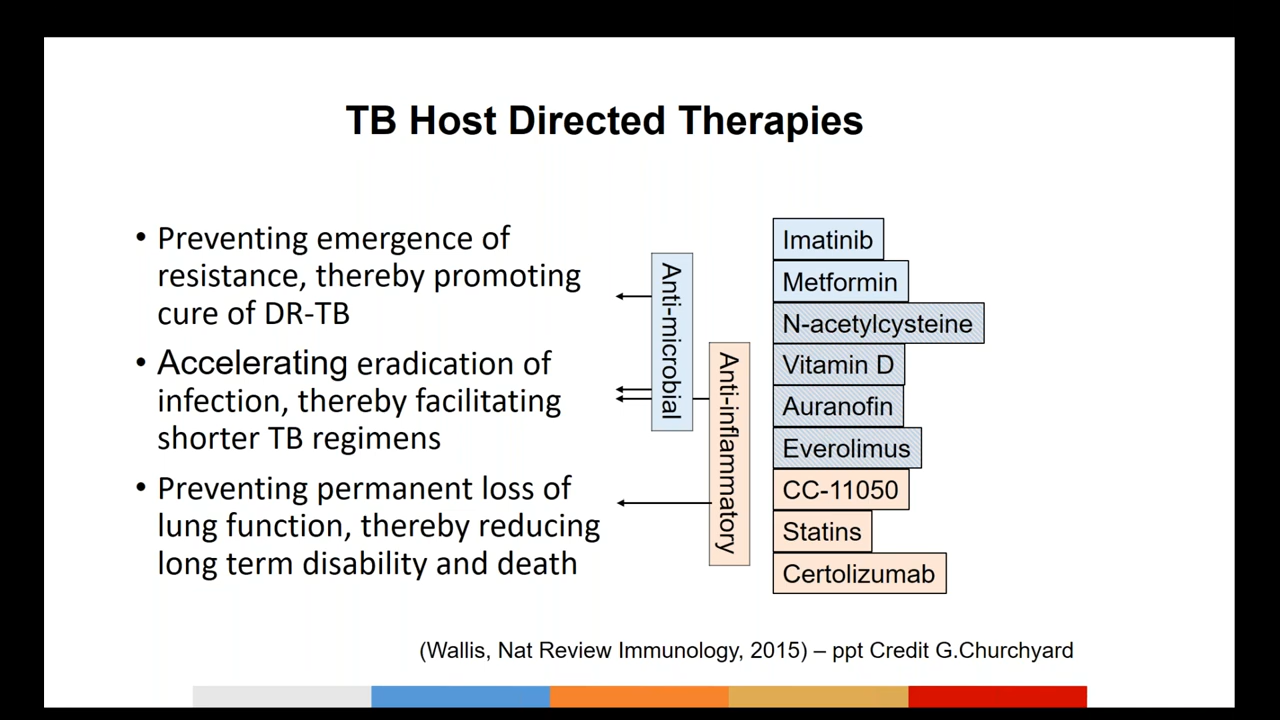 TB Host Directed Therapies
• Preventing emergence of
resistance, thereby promoting
cure of DR-TB
• Accelerating eradication of
infection, thereby facilitating
shorter TB regimens
• Preventing permanent loss of
lung function, thereby reducing
long term disability and death
Anti-microbial
Anti-inflammatory
Imatinib
Metformin
N-acetylcysteine
Vitamin D
Auranofin
Everolimus
CC-11050
Statins
Certolizumab
(Wallis, Nat Review Immunology, 2015) – ppt Credit G.Churchyard